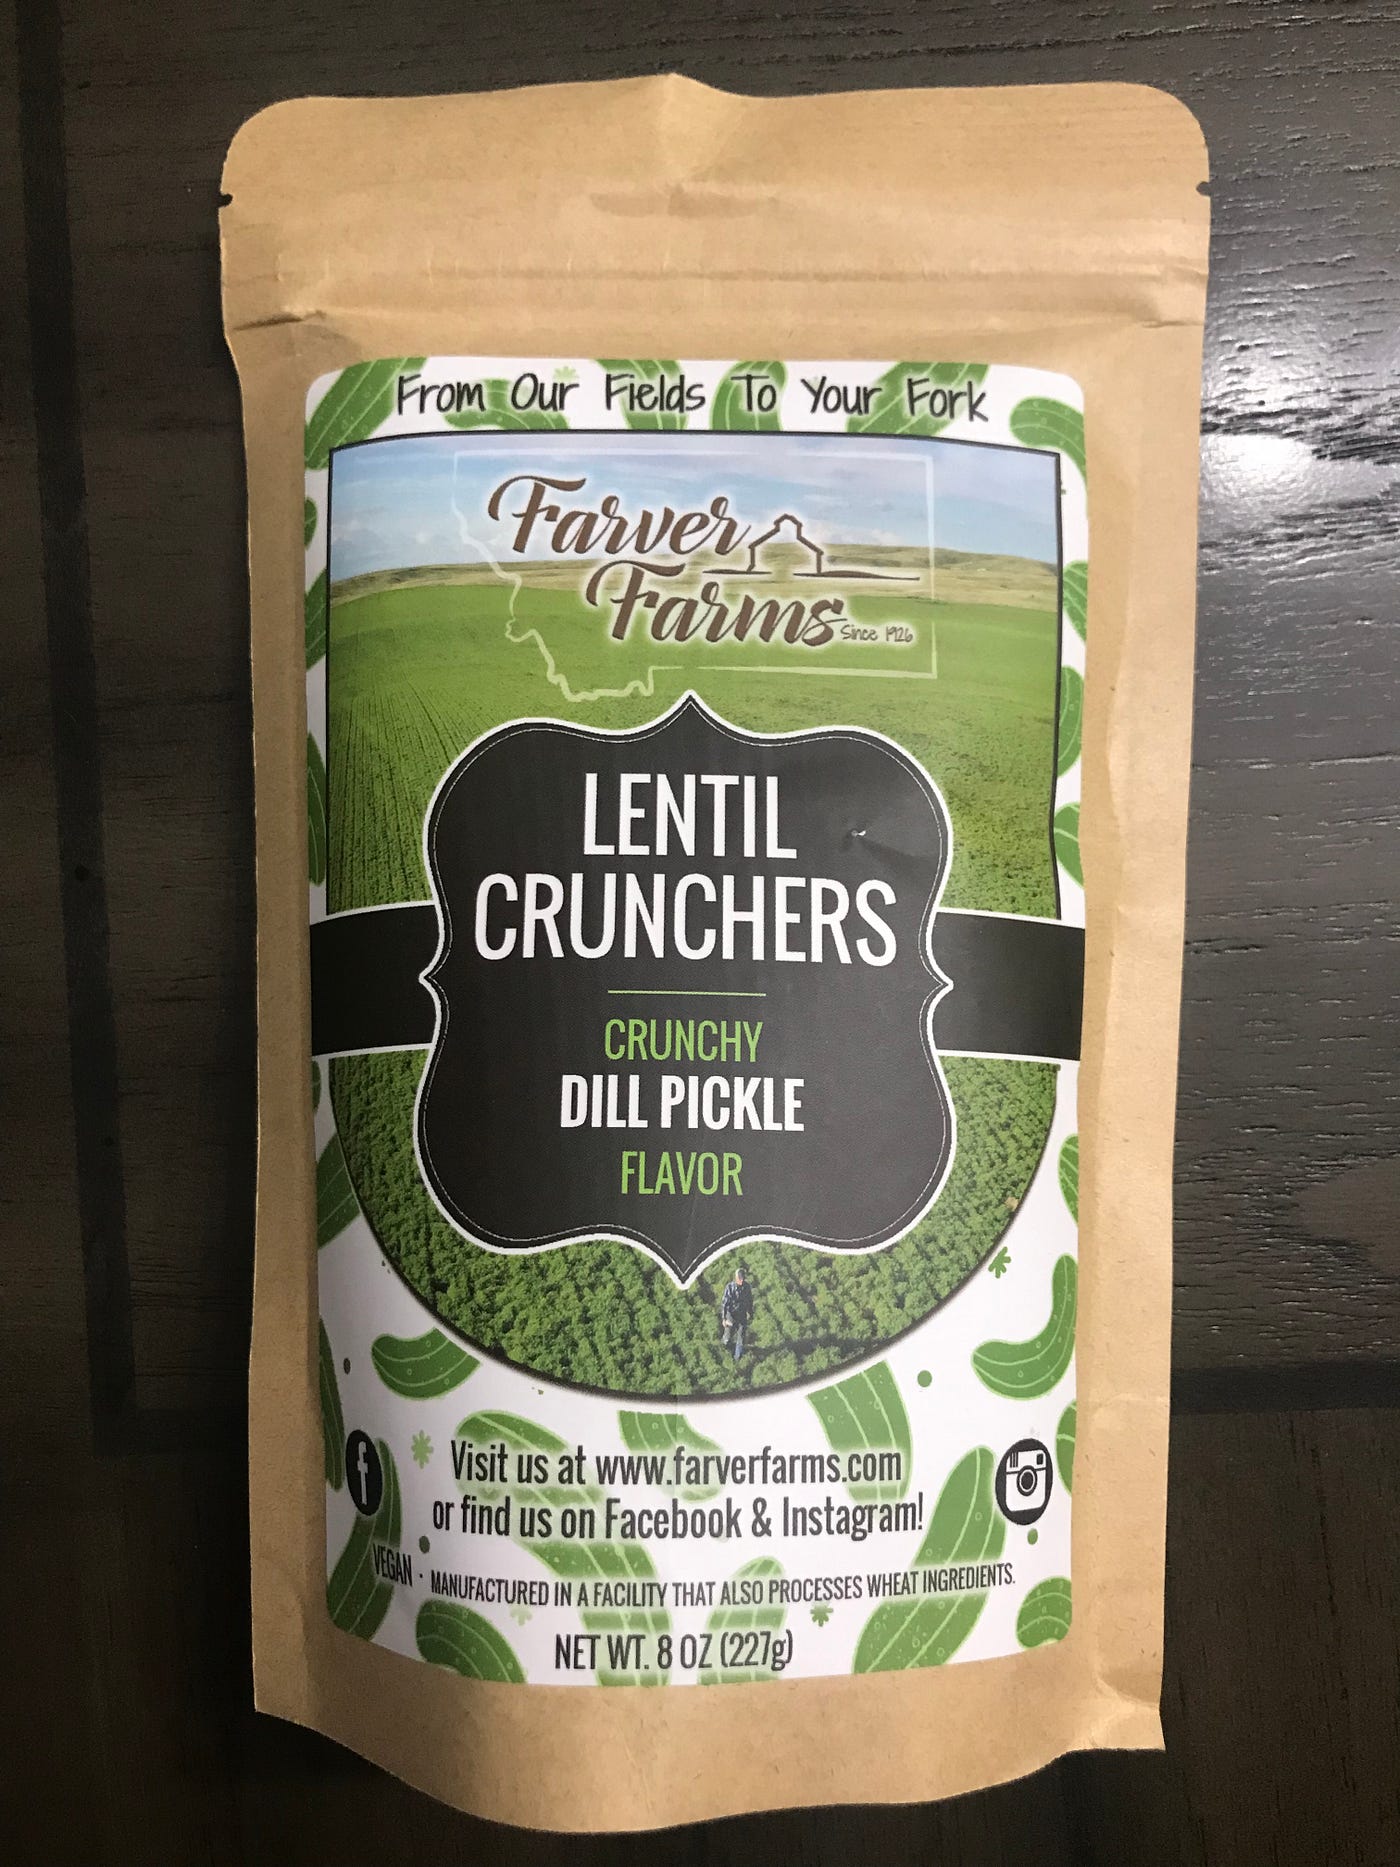 From Our Fields To Your Fork
Farver
Farms
Since 1926
LENTIL
CRUNCHERS
CRUNCHY
DILL PICKLE
FLAVOR
Visit us at www.farverfarms.com
or find us on Facebook & Instagram!
VEGAN · MANUFACTURED IN A FACILITY THAT ALSO PROCESSES WHEAT INGREDIENTS.
NET WT. 8 OZ (227g)